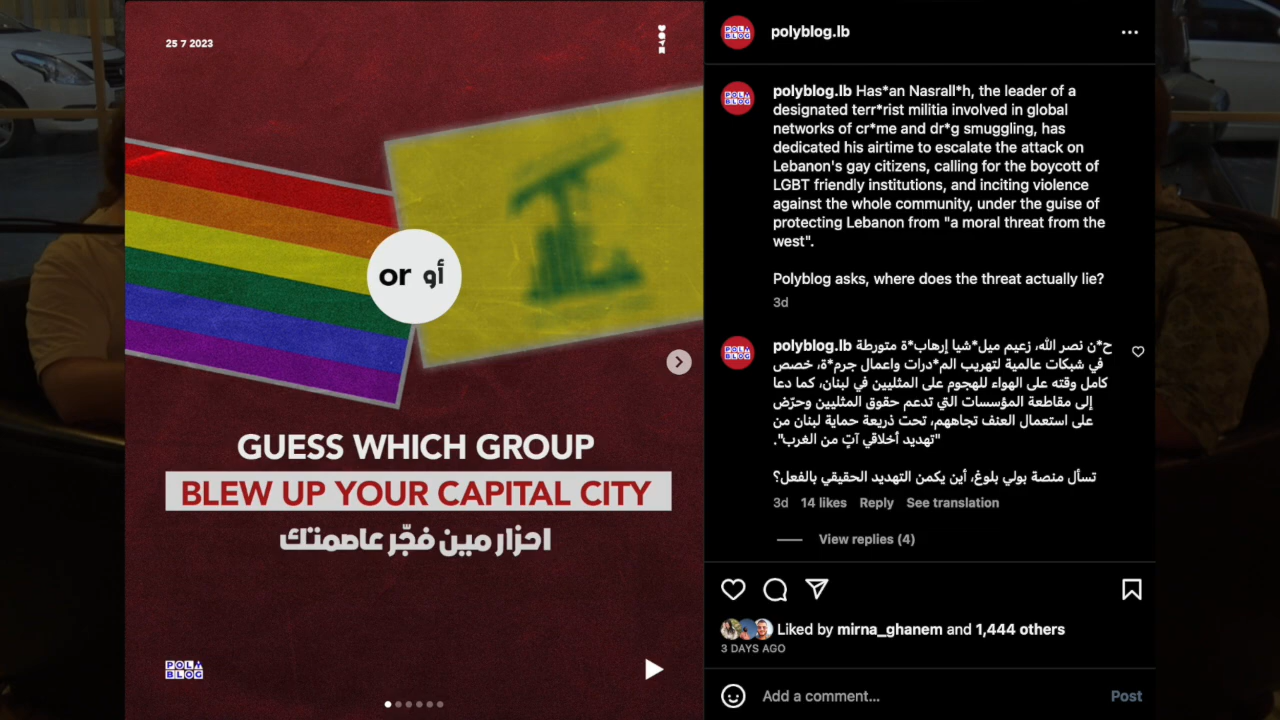 25 7 2023
or أو
GUESS WHICH GROUP
BLEW UP YOUR CAPITAL CITY
احزار مين فجّر عاصمتك
POLY
BLOG
polyblog.lb
polyblog.lb Has*an Nasrall*h, the leader of a
designated terr*rist militia involved in global
networks of cr*me and dr*g smuggling, has
dedicated his airtime to escalate the attack on
Lebanon's gay citizens, calling for the boycott of
LGBT friendly institutions, and inciting violence
against the whole community, under the guise of
protecting Lebanon from "a moral threat from the
west".
Polyblog asks, where does the threat actually lie?
3d
polyblog.lb ح*ن نصر الله، زعيم ميل*شيا إرهاب*ة متورطة
في شبكات عالمية لتهريب الم*درات واعمال جرم*ة، خصص
كامل وقته على الهواء للهجوم على المثليين في لبنان، كما دعا
إلى مقاطعة المؤسسات التي تدعم حقوق المثليين وحرّض
على استعمال العنف تجاههم، تحت ذريعة حماية لبنان من
"تهديد أخلاقي آتٍ من الغرب".
تسأل منصة بولي بلوغ، أين يكمن التهديد الحقيقي بالفعل؟
3d 14 likes Reply See translation
View replies (4)
Liked by mirna_ghanem and 1,444 others
3 DAYS AGO
Add a comment...
Post